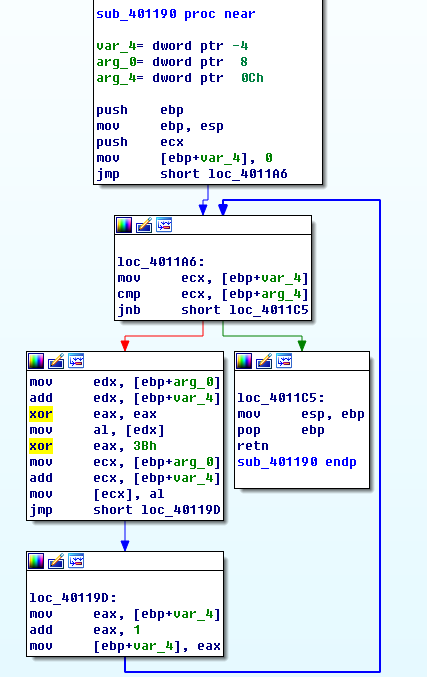 sub_401190 proc near
var_4= dword ptr -4
arg_0= dword ptr 8
arg_4= dword ptr 0Ch
push ebp
mov ebp, esp
push ecx
mov [ebp+var_4], 0
jmp short loc_4011A6
loc_4011A6:
mov ecx, [ebp+var_4]
cmp ecx, [ebp+arg_4]
jnb short loc_4011C5
mov edx, [ebp+arg_0]
add edx, [ebp+var_4]
xor eax, eax
mov al, [edx]
xor eax, 3Bh
mov ecx, [ebp+arg_0]
add ecx, [ebp+var_4]
mov [ecx], al
jmp short loc_40119D
loc_4011C5:
mov esp, ebp
pop ebp
retn
sub_401190 endp
loc_40119D:
mov eax, [ebp+var_4]
add eax, 1
mov [ebp+var_4], eax